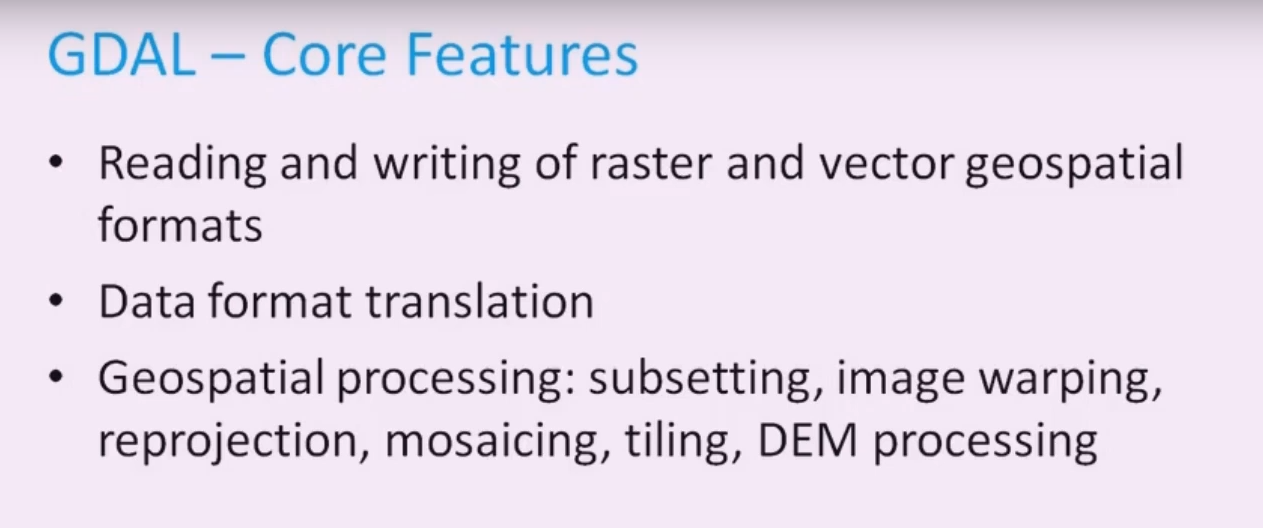 GDAL – Core Features
• Reading and writing of raster and vector geospatial
formats
• Data format translation
• Geospatial processing: subsetting, image warping,
reprojection, mosaicing, tiling, DEM processing